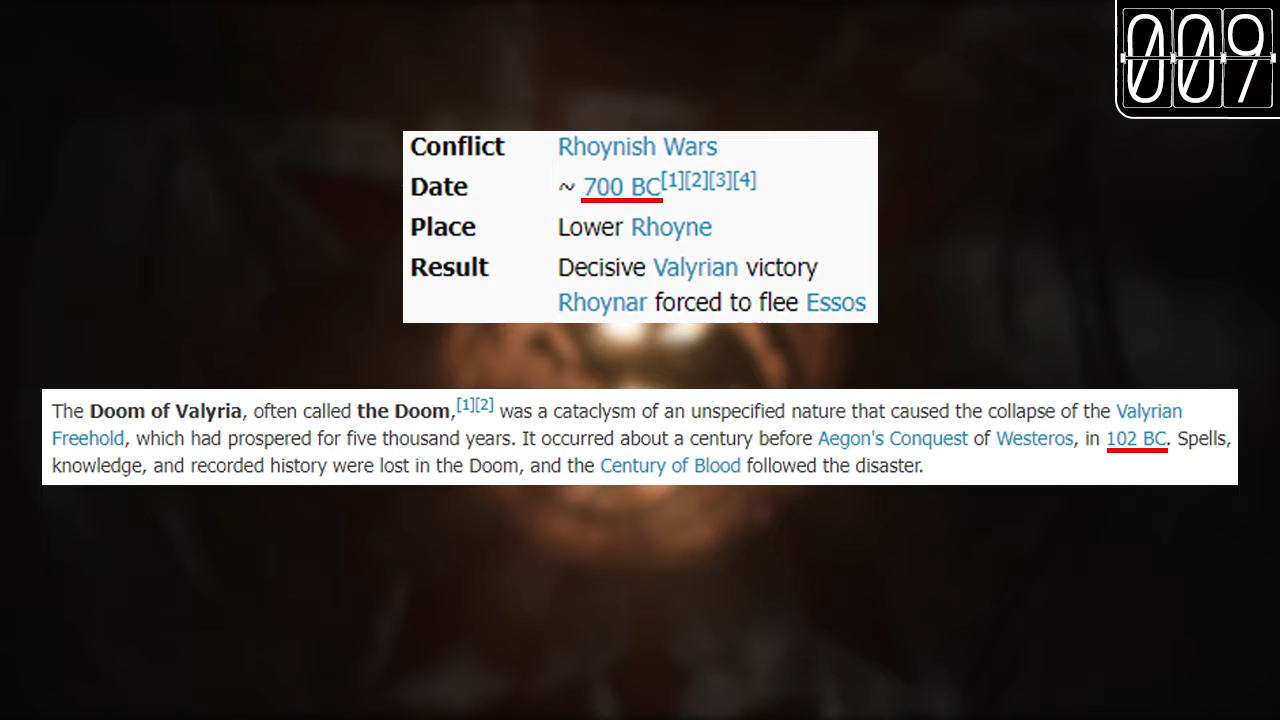 009
Conflict Rhoynish Wars
Date ~ 700 BC[1][2][3][4]
Place Lower Rhoyne
Result Decisive Valyrian victory
Rhoynar forced to flee Essos
The Doom of Valyria, often called the Doom,[1][2] was a cataclysm of an unspecified nature that caused the collapse of the Valyrian
Freehold, which had prospered for five thousand years. It occurred about a century before Aegon's Conquest of Westeros, in 102 BC. Spells,
knowledge, and recorded history were lost in the Doom, and the Century of Blood followed the disaster.